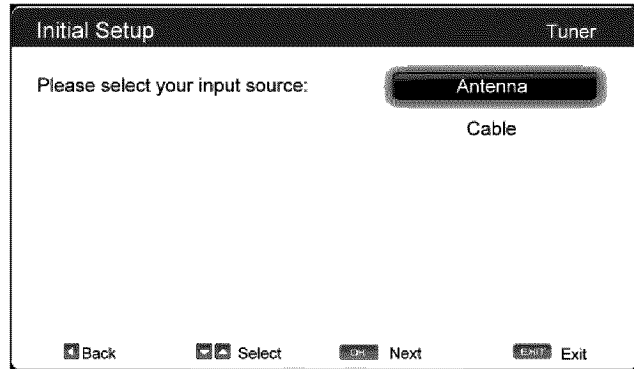 Initial Setup Tuner
Please select your input source: Antenna
Cable
Back Select OK Next EXIT Exit